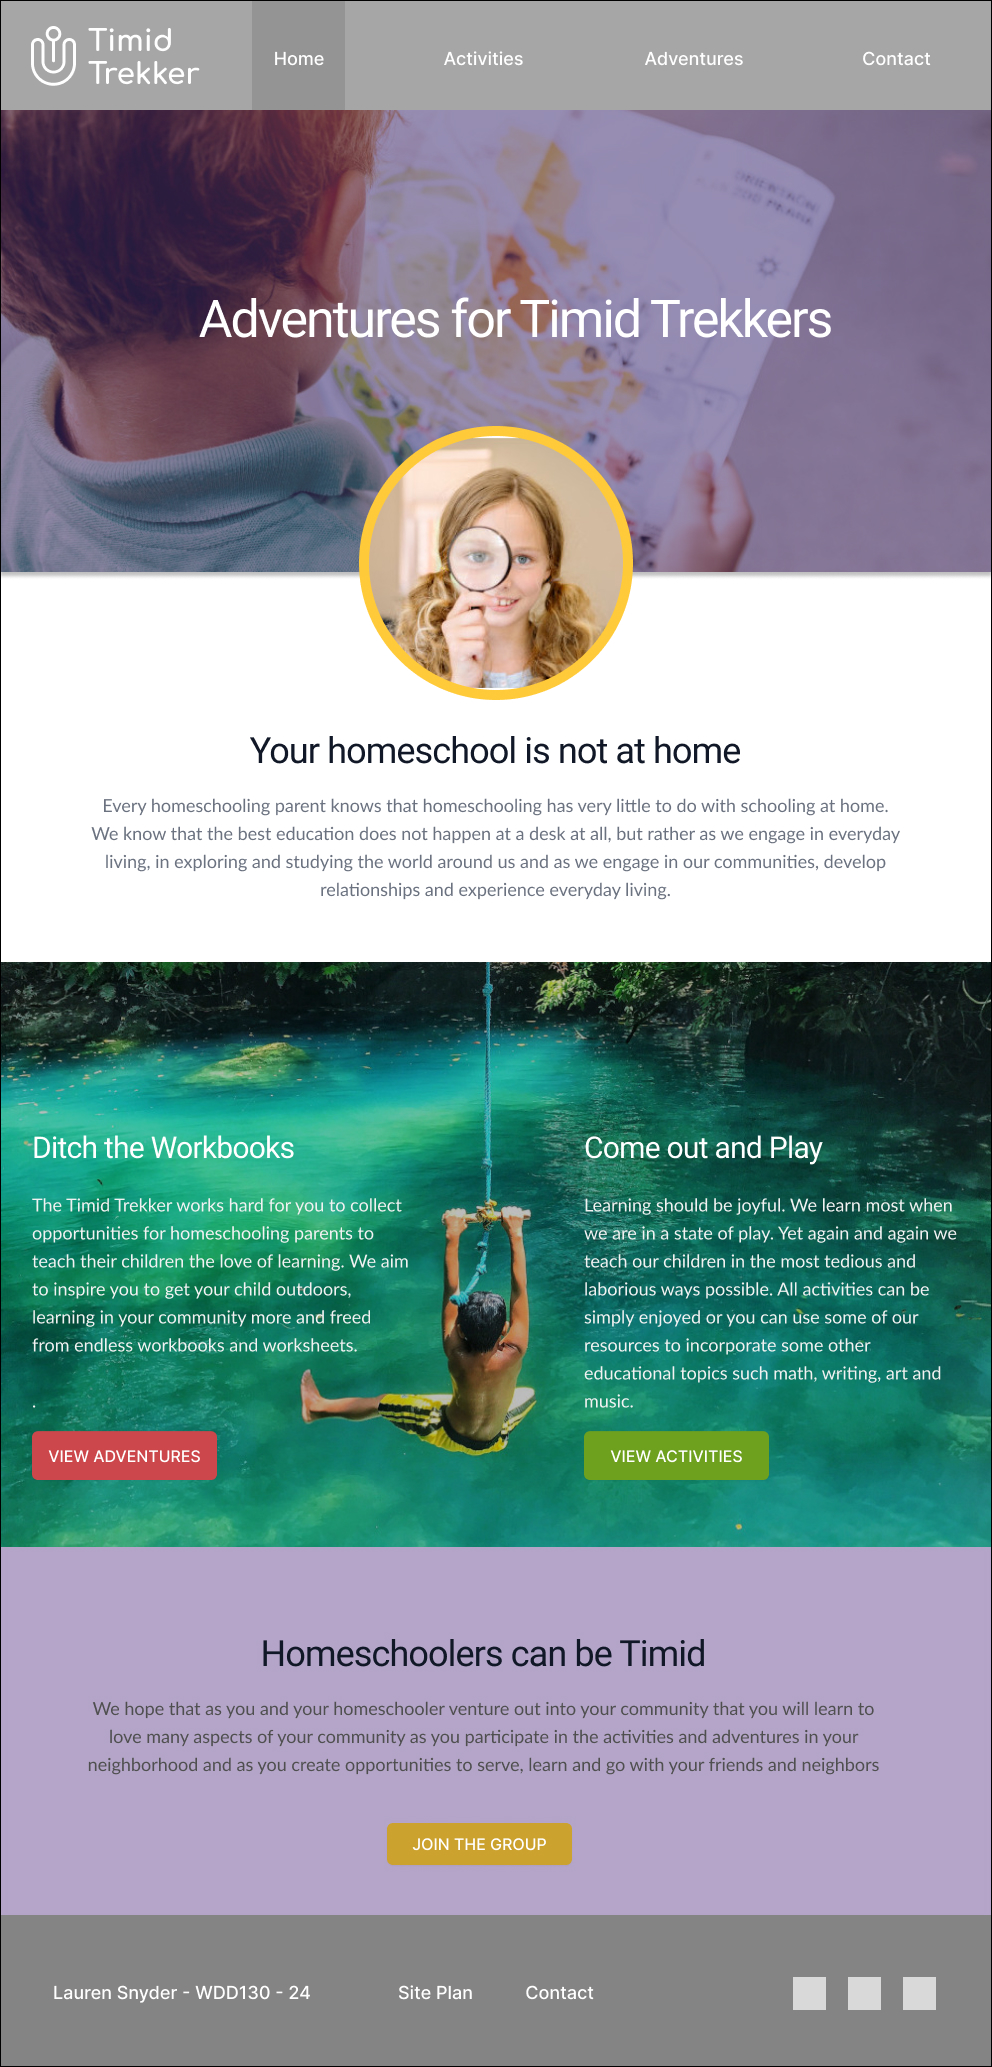 Timid
Trekker
Home
Activities
Adventures
Contact
Adventures for Timid Trekkers
Your homeschool is not at home
Every homeschooling parent knows that homeschooling has very little to do with schooling at home.
We know that the best education does not happen at a desk at all, but rather as we engage in everyday
living, in exploring and studying the world around us and as we engage in our communities, develop
relationships and experience everyday living.
Ditch the Workbooks
The Timid Trekker works hard for you to collect
opportunities for homeschooling parents to
teach their children the love of learning. We aim
to inspire you to get your child outdoors,
learning in your community more and freed
from endless workbooks and worksheets.
.
VIEW ADVENTURES
Come out and Play
Learning should be joyful. We learn most when
we are in a state of play. Yet again and again we
teach our children in the most tedious and
laborious ways possible. All activities can be
simply enjoyed or you can use some of our
resources to incorporate some other
educational topics such math, writing, art and
music.
VIEW ACTIVITIES
Homeschoolers can be Timid
We hope that as you and your homeschooler venture out into your community that you will learn to
love many aspects of your community as you participate in the activities and adventures in your
neighborhood and as you create opportunities to serve, learn and go with your friends and neighbors
JOIN THE GROUP
Lauren Snyder - WDD130 - 24
Site Plan
Contact